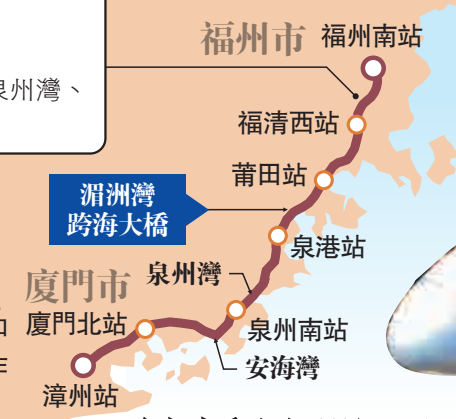 福州市
福州南站
泉州灣、
福清西站
莆田站
湄洲灣
跨海大橋
泉港站
泉州灣
廈門市
廈門北站
泉州南站
安海灣
漳州站